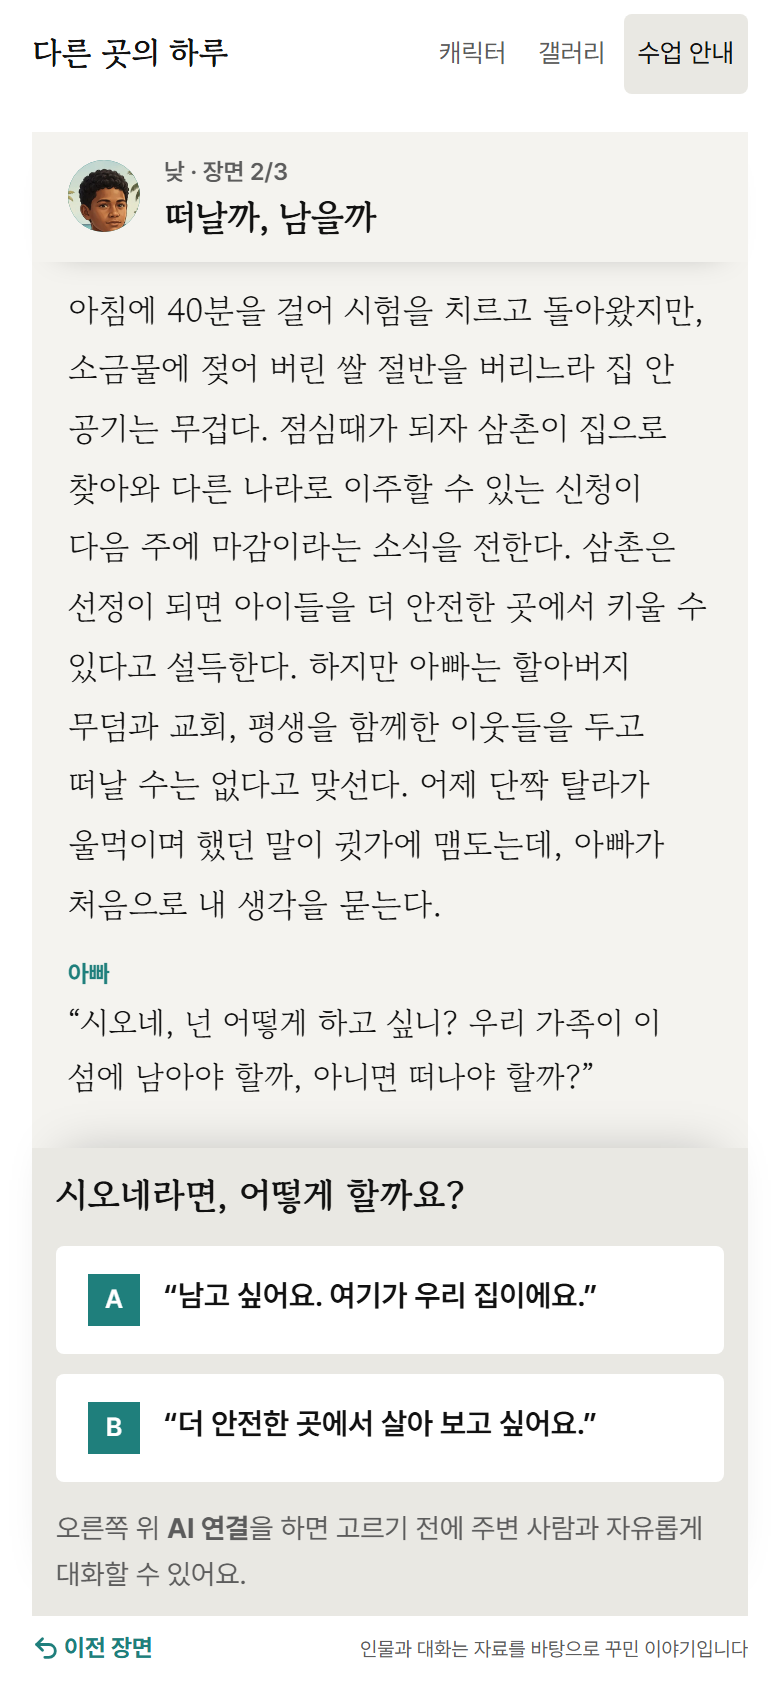 다른 곳의 하루
캐릭터
갤러리
수업 안내
낮 · 장면 2/3
떠날까, 남을까
아침에 40분을 걸어 시험을 치르고 돌아왔지만,
소금물에 젖어 버린 쌀 절반을 버리느라 집 안
공기는 무겁다. 점심때가 되자 삼촌이 집으로
찾아와 다른 나라로 이주할 수 있는 신청이
다음 주에 마감이라는 소식을 전한다. 삼촌은
선정이 되면 아이들을 더 안전한 곳에서 키울 수
있다고 설득한다. 하지만 아빠는 할아버지
무덤과 교회, 평생을 함께한 이웃들을 두고
떠날 수는 없다고 맞선다. 어제 단짝 탈라가
울먹이며 했던 말이 귓가에 맴도는데, 아빠가
처음으로 내 생각을 묻는다.
아빠
“시오네, 넌 어떻게 하고 싶니? 우리 가족이 이
섬에 남아야 할까, 아니면 떠나야 할까?”
시오네라면, 어떻게 할까요?
A
“남고 싶어요. 여기가 우리 집이에요.”
B
“더 안전한 곳에서 살아 보고 싶어요.”
오른쪽 위 AI 연결을 하면 고르기 전에 주변 사람과 자유롭게
대화할 수 있어요.
이전 장면
인물과 대화는 자료를 바탕으로 꾸민 이야기입니다